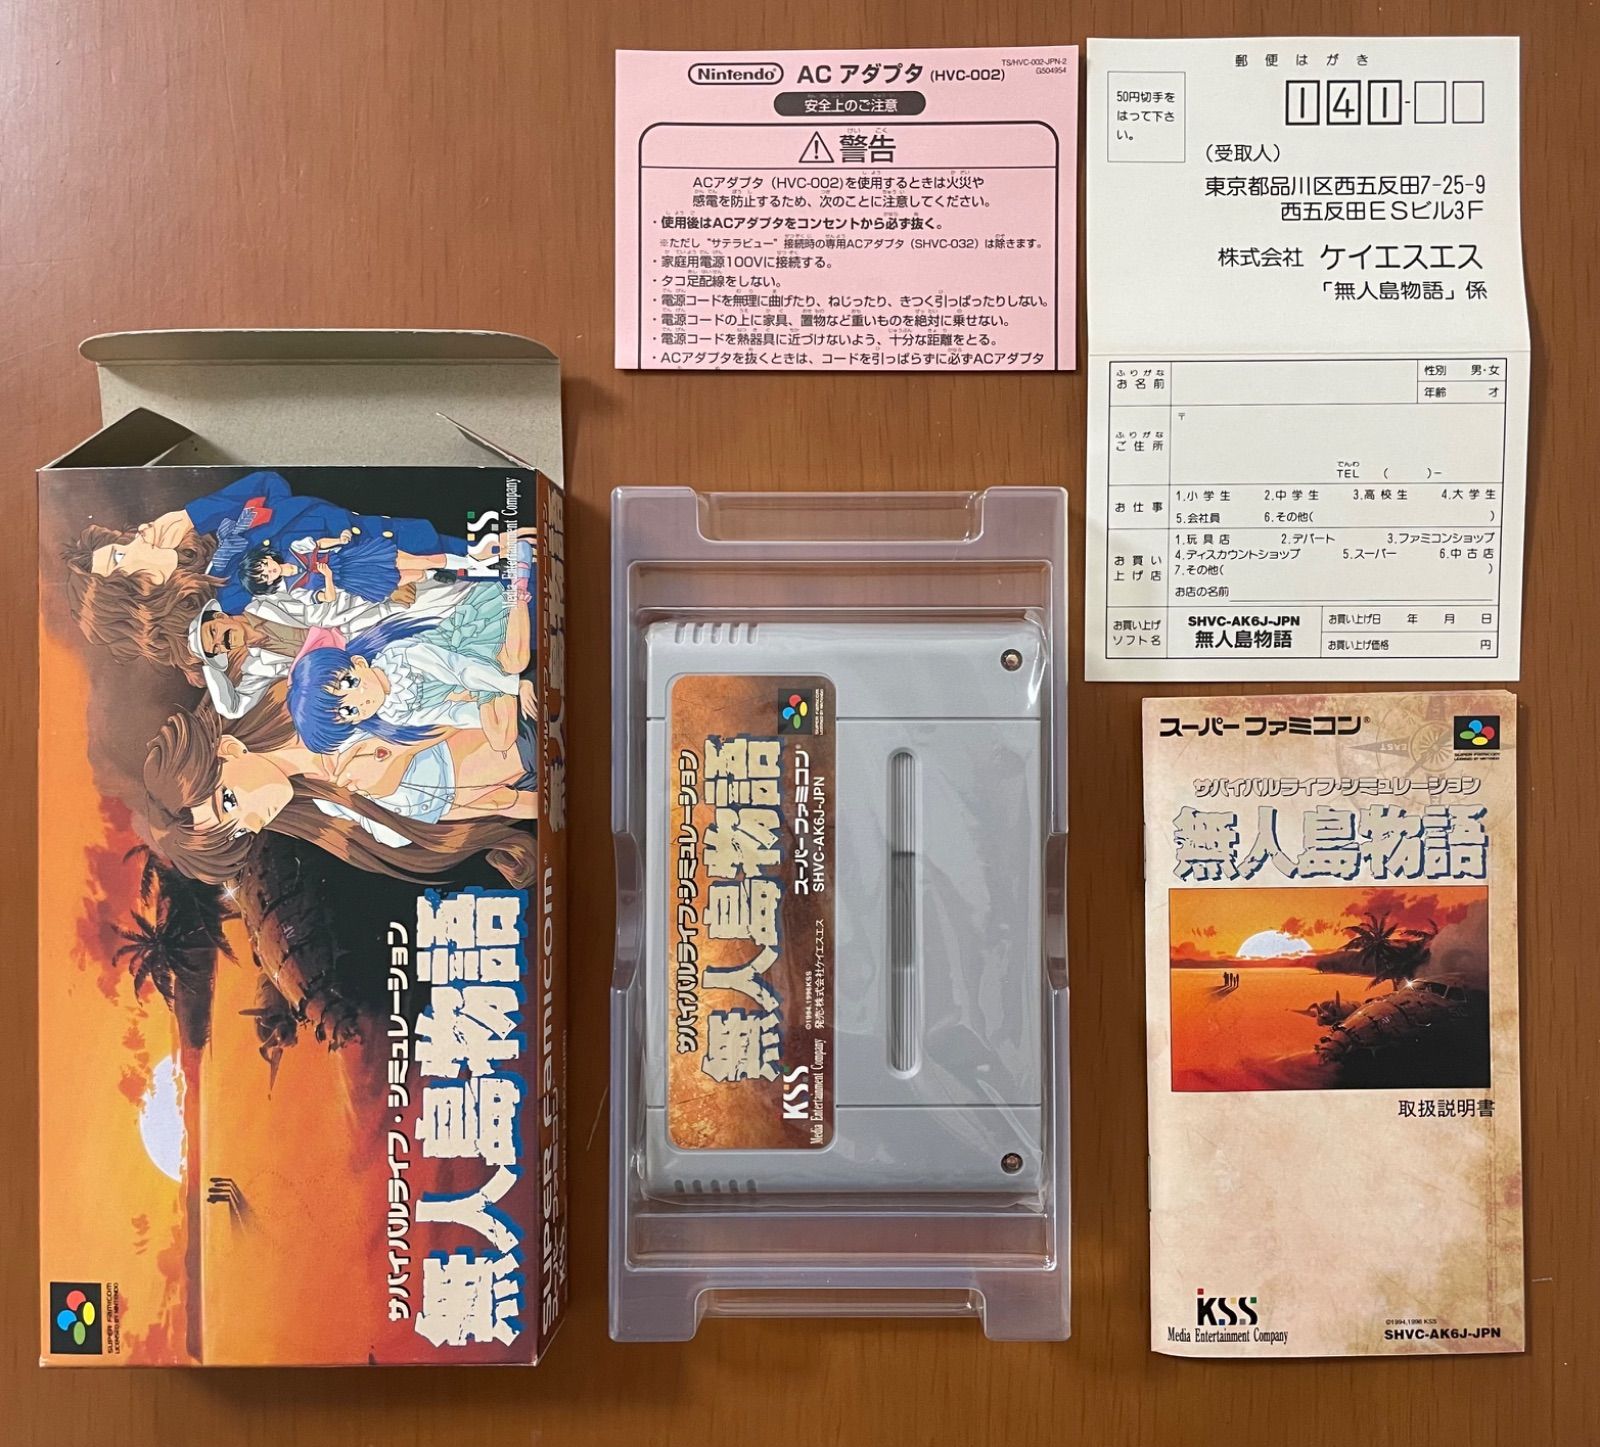 TS/HVC-002-JPN-2
G504954
Nintendo® AC アダプタ (HVC-002)
安全上のご注意
警告
ACアダプタ (HVC-002)を使用するときは火災や
感電を防止するため、次のことに注意してください。
・使用後はACアダプタをコンセントから必ず抜く。
※ただし“サテラビュー”接続時の専用ACアダプタ (SHVC-032) は除きます。
・家庭用電源100Vに接続する。
・タコ足配線をしない。
・電源コードを無理に曲げたり、ねじったり、きつく引っぱったりしない。
・電源コードの上に家具、置物など重いものを絶対に乗せない。
・電源コードを熱器具に近づけないよう、十分な距離をとる。
・ACアダプタを抜くときは、コードを引っぱらずに必ずACアダプタ
郵便はがき
50円切手を
はって下さ
い。
141-
(受取人)
東京都品川区西五反田7-25-9
西五反田ESビル3F
株式会社 ケイエスエス
「無人島物語」係
ふりがな
お名前
性別 男・女
年齢 才
ふりがな
ご住所
〒
でんわ
TEL ( )-
お仕事
1.小学生 2.中学生 3.高校生 4.大学生
5.会社員 6.その他( )
お買い
上げ店
1.玩具店 2.デパート 3.ファミコンショップ
4.ディスカウントショップ 5.スーパー 6.中古店
7.その他( )
お店の名前
お買い上げ
ソフト名
SHVC-AK6J-JPN
無人島物語
お買い上げ日 年 月 日
お買い上げ価格 円
KSS
Media Entertainment Company
サバイバルライフ・シミュレーション
無人島物語
SUPER FAMICOM
LICENSED BY NINTENDO
SUPER Famicom
サバイバルライフ・シミュレーション
無人島物語
スーパーファミコン
SHVC-AK6J-JPN
SUPER FAMICOM
LICENSED BY NINTENDO
©1994,1996KSS
発売:株式会社ケイエスエス
KSS
Media Entertainment Company
スーパーファミコン®
EAST
SUPER FAMICOM
LICENSED BY NINTENDO
サバイバルライフ・シミュレーション
無人島物語
取扱説明書
KSS
Media Entertainment Company
©1994,1996 KSS
SHVC-AK6J-JPN